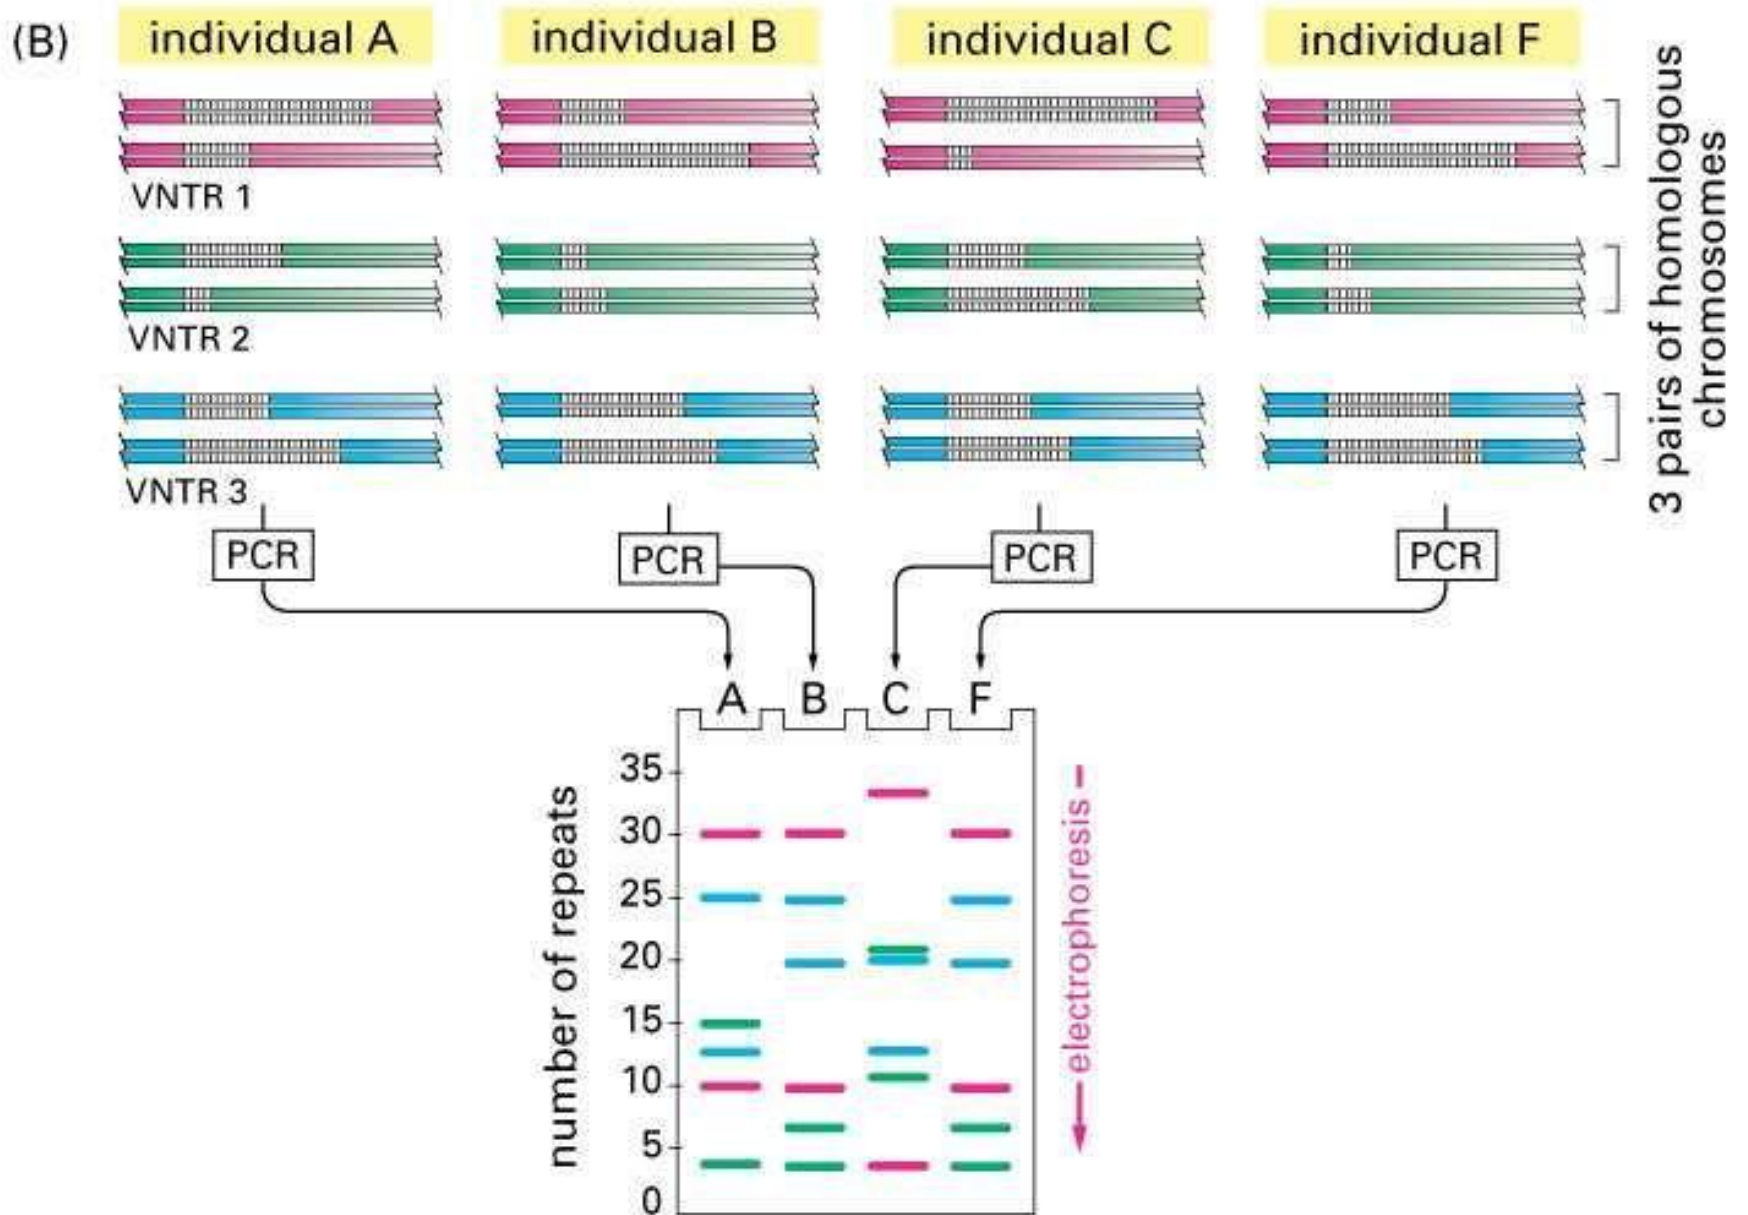 (B)
individual A
individual B
individual C
individual F
VNTR 1
VNTR 2
VNTR 3
3 pairs of homologous
chromosomes
PCR
PCR
PCR
PCR
A B C F
number of repeats
35
30
25
20
15
10
5
0
electrophoresis